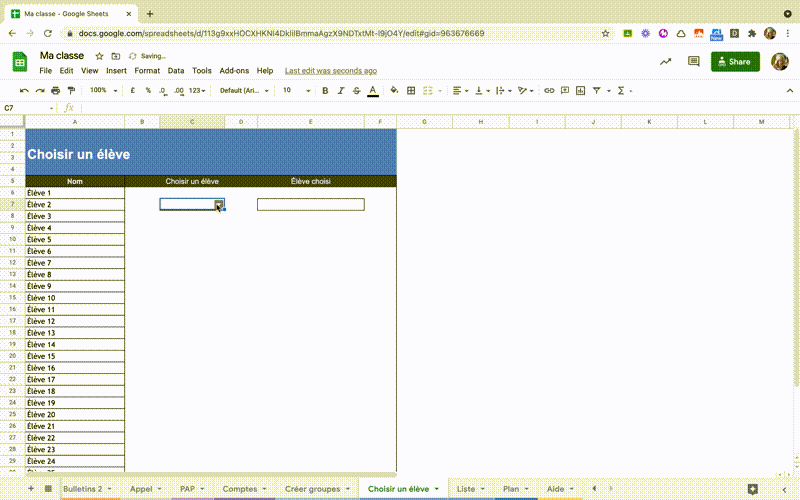 Ma classe - Google Sheets
docs.google.com/spreadsheets/d/113g9xxHOCXHKNI4DkIilBmmaAgzX9NDTxtMt-I9jO4Y/edit#gid=963676669
New
Ma classe
Saving...
Share
File Edit View Insert Format Data Tools Add-ons Help Last edit was seconds ago
100% £ % .0 .00 123 Default (Ari... 10 B I S A
C7 fx
A B C D E F G H I J K L M
1
2
3 Choisir un élève
4
5 Nom Choisir un élève Élève choisi
6 Élève 1
7 Élève 2
8 Élève 3
9 Élève 4
10 Élève 5
11 Élève 6
12 Élève 7
13 Élève 8
14 Élève 9
15 Élève 10
16 Élève 11
17 Élève 12
18 Élève 13
19 Élève 14
20 Élève 15
21 Élève 16
22 Élève 17
23 Élève 18
24 Élève 19
25 Élève 20
26 Élève 21
27 Élève 22
28 Élève 23
29 Élève 24
Bulletins 2 Appel PAP Comptes Créer groupes Choisir un élève Liste Plan Aide